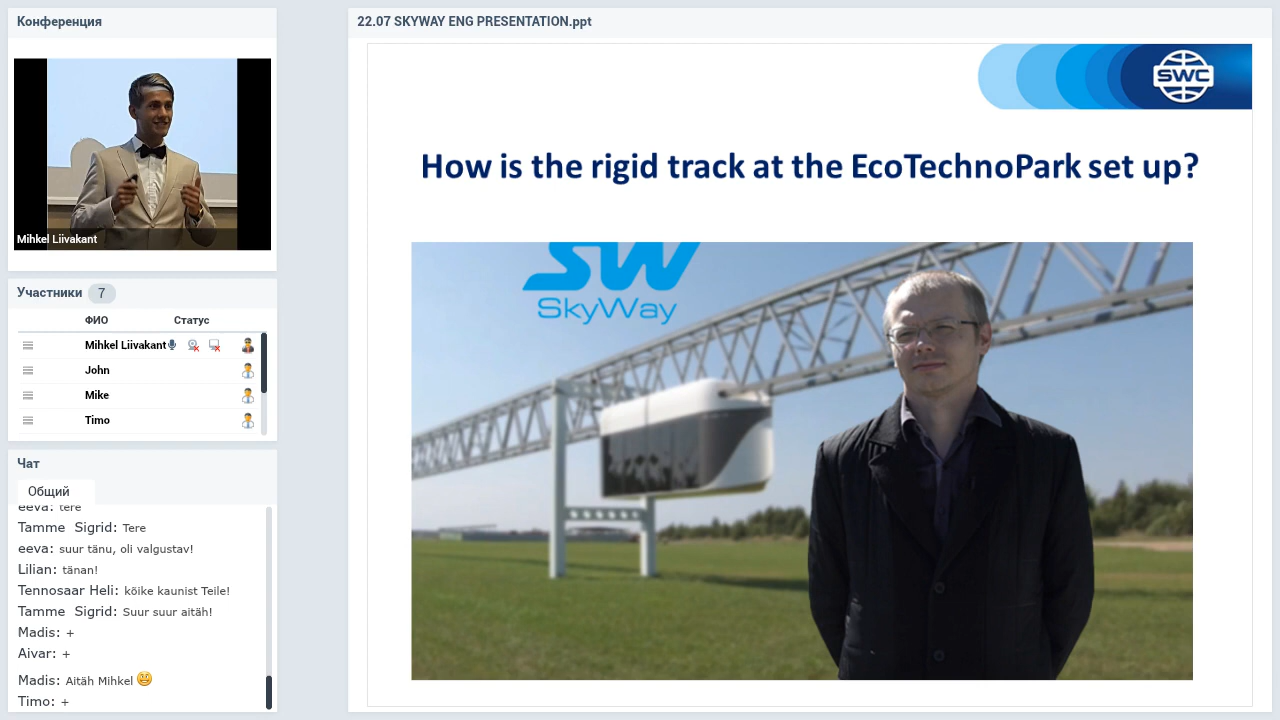 Конференция
Mihkel Liivakant
Участники 7
ФИО Статус
Mihkel Liivakant
John
Mike
Timo
Чат
Общий
eeva: tere
Tamme Sigrid: Tere
eeva: suur tänu, oli valgustav!
Lilian: tänan!
Tennosaar Heli: kõike kaunist Teile!
Tamme Sigrid: Suur suur aitäh!
Madis: +
Aivar: +
Madis: Aitäh Mihkel
Timo: +
22.07 SKYWAY ENG PRESENTATION.ppt
SWC
How is the rigid track at the EcoTechnoPark set up?
SW
SkyWay